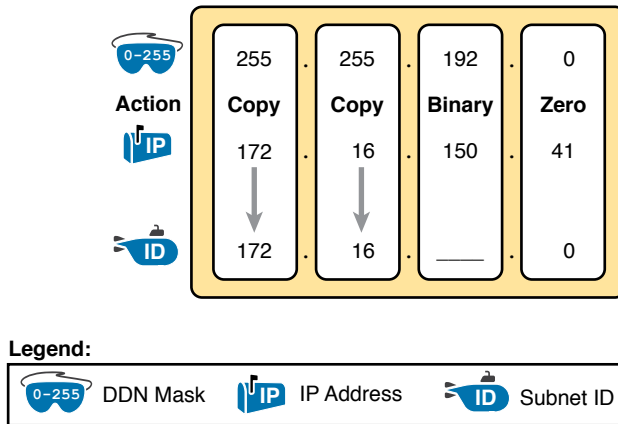 0-255 255 . 255 . 192 . 0
Action Copy Copy Binary Zero
IP 172 . 16 . 150 . 41
ID 172 . 16 . ____ . 0
Legend:
0-255 DDN Mask IP IP Address ID Subnet ID